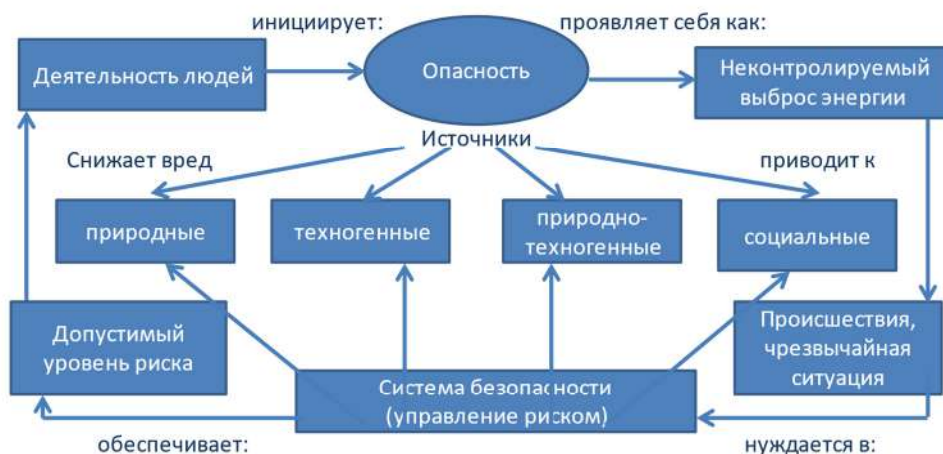 инициирует:
проявляет себя как:
Деятельность людей
Опасность
Неконтролируемый
выброс энергии
Источники
Снижает вред
приводит к
природные
техногенные
природно-
техногенные
социальные
Допустимый
уровень риска
Происшествия,
чрезвычайная
ситуация
Система безопасности
(управление риском)
обеспечивает:
нуждается в: